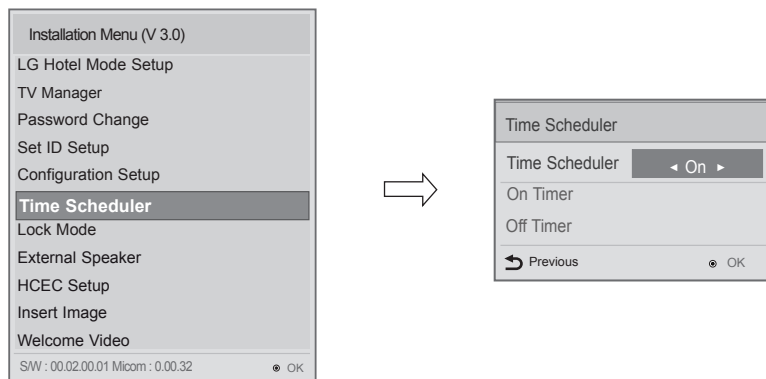 Installation Menu (V 3.0)
LG Hotel Mode Setup
TV Manager
Password Change
Set ID Setup
Configuration Setup
Time Scheduler
Lock Mode
External Speaker
HCEC Setup
Insert Image
Welcome Video
S/W : 00.02.00.01 Micom : 0.00.32 ◉ OK
Time Scheduler
Time Scheduler ◄ On ►
On Timer
Off Timer
Previous ◉ OK